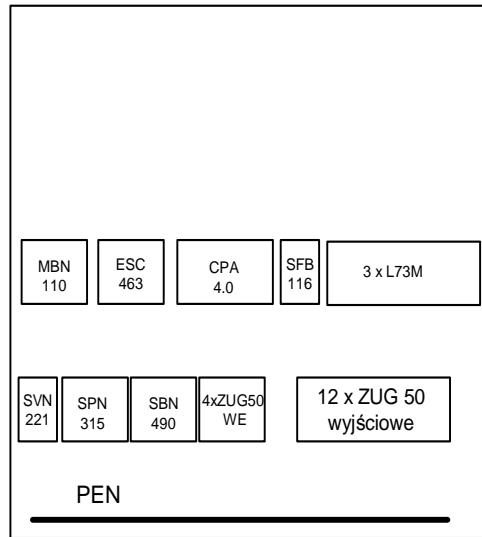 MBN
110
ESC
463
CPA
4.0
SFB
116
3 x L73M
SVN
221
SPN
315
SBN
490
4xZUG50
WE
12 x ZUG 50
wyjściowe
PEN